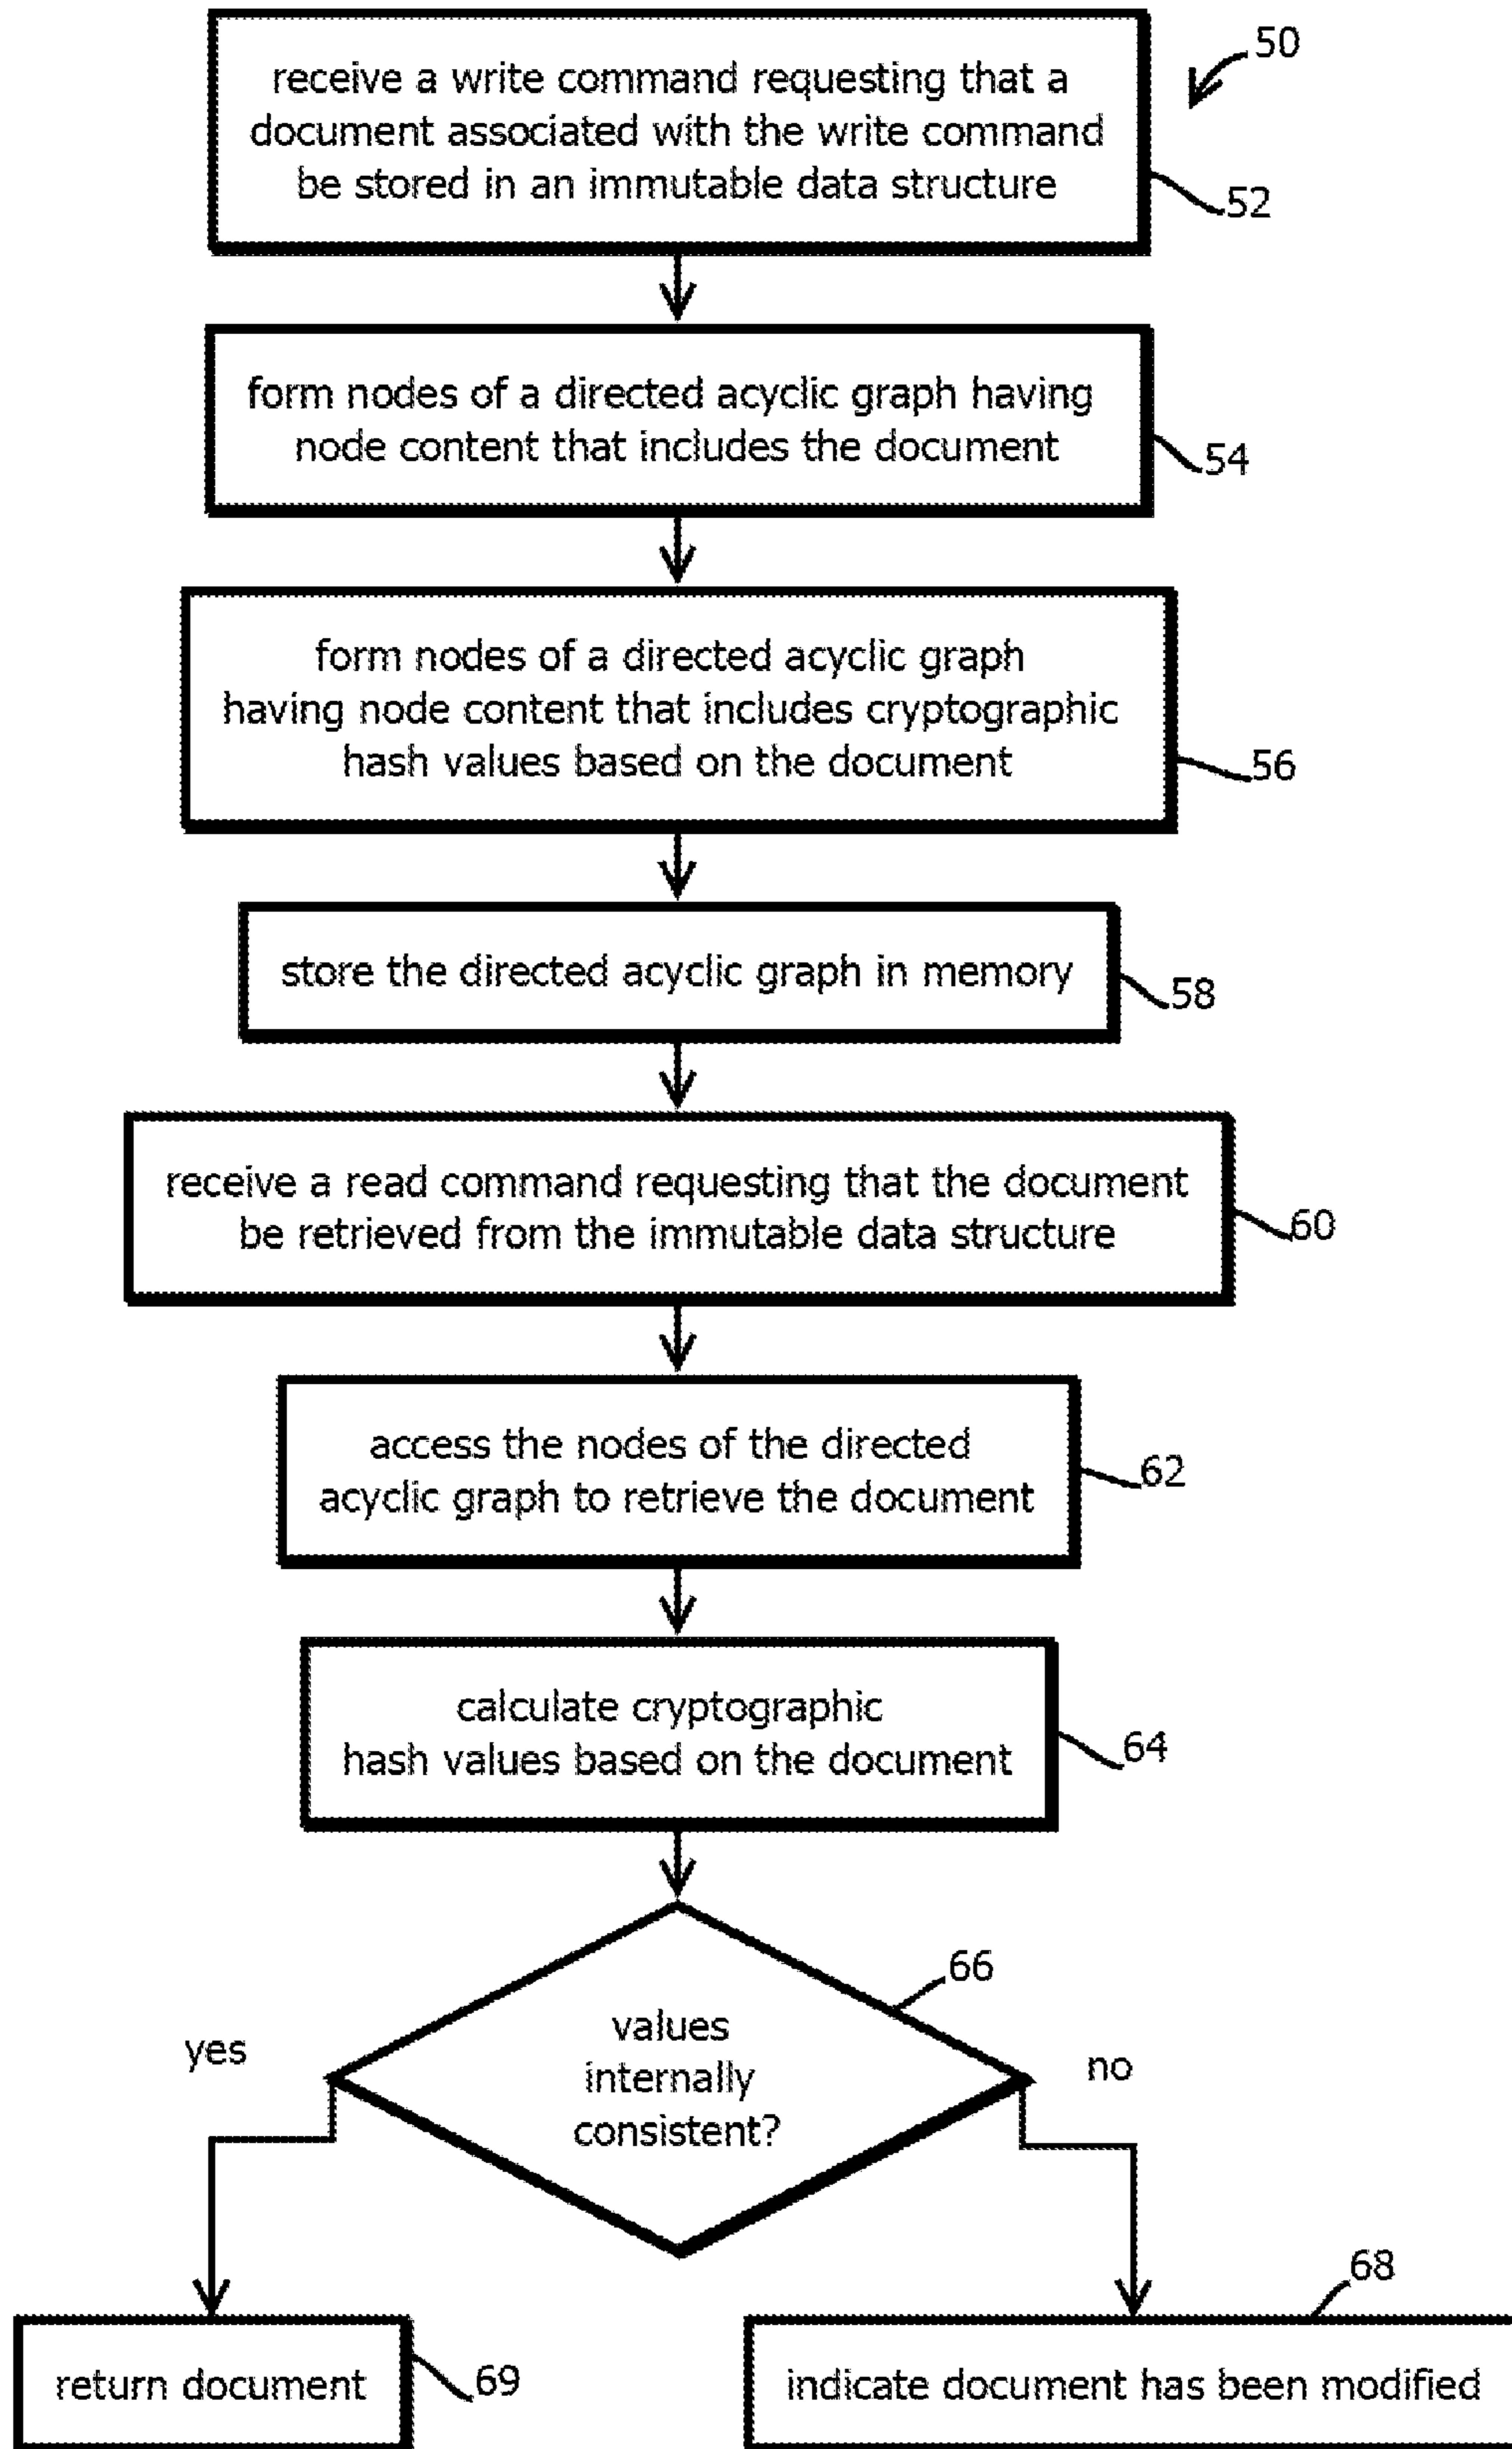 50
receive a write command requesting that a
document associated with the write command
be stored in an immutable data structure
52
form nodes of a directed acyclic graph having
node content that includes the document
54
form nodes of a directed acyclic graph
having node content that includes cryptographic
hash values based on the document
56
store the directed acyclic graph in memory
58
receive a read command requesting that the document
be retrieved from the immutable data structure
60
access the nodes of the directed
acyclic graph to retrieve the document
62
calculate cryptographic
hash values based on the document
64
66
values
internally
consistent?
yes
no
68
return document
69
indicate document has been modified